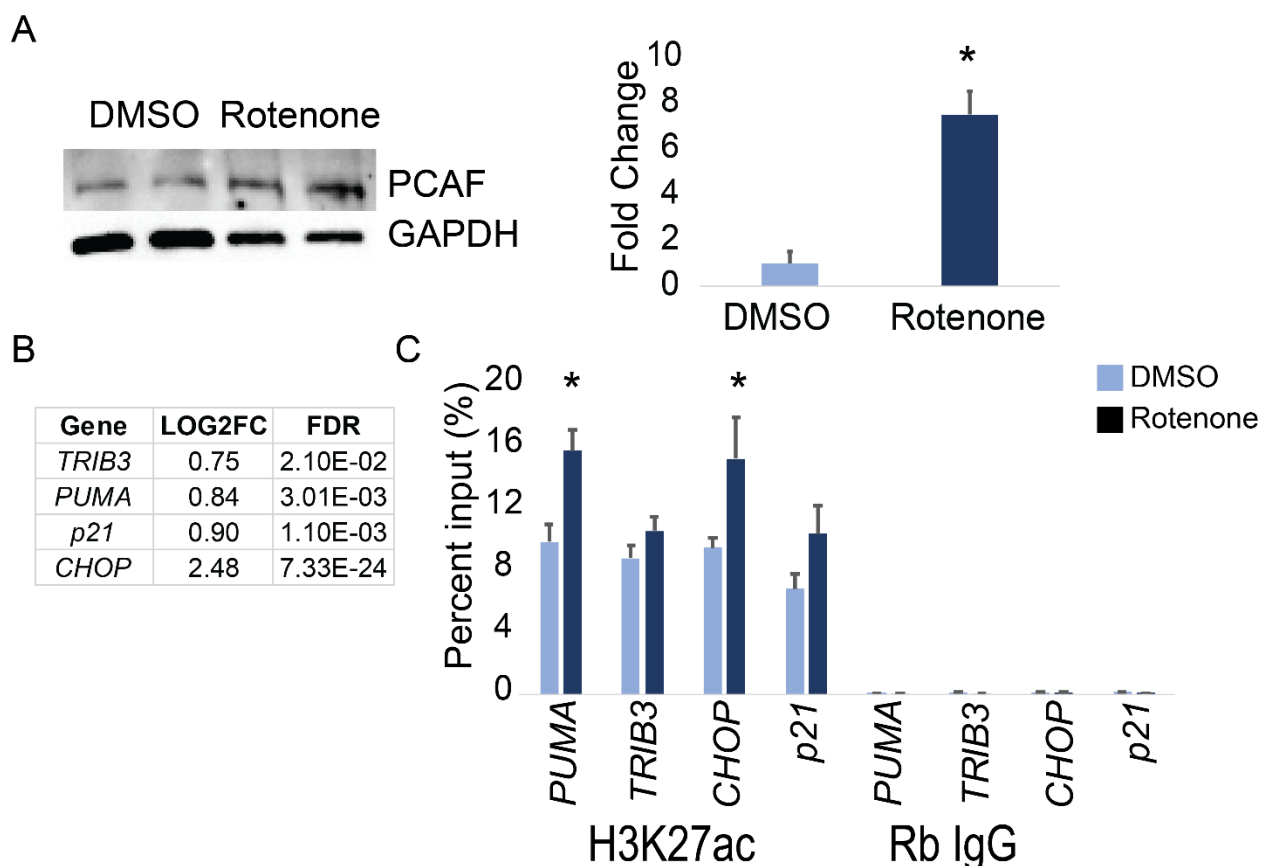 A
DMSO Rotenone
PCAF
GAPDH
Fold Change
10
8
6
4
2
0
*
DMSO Rotenone
B
Gene LOG2FC FDR
TRIB3 0.75 2.10E-02
PUMA 0.84 3.01E-03
p21 0.90 1.10E-03
CHOP 2.48 7.33E-24
C
Percent input (%)
20
16
12
8
4
0
* *
DMSO
Rotenone
PUMA TRIB3 CHOP p21 PUMA TRIB3 CHOP p21
H3K27ac Rb IgG